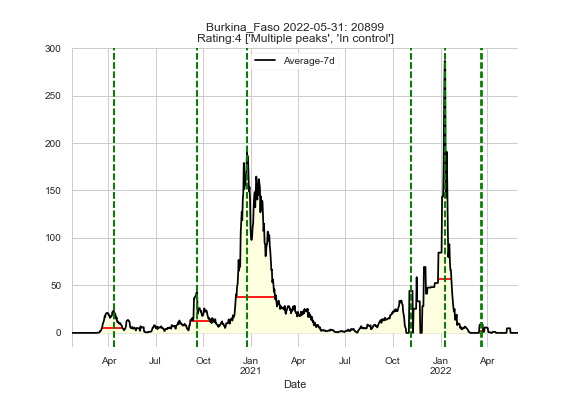 Burkina_Faso 2022-05-31: 20899
Rating:4 ['Multiple peaks', 'In control']
Average-7d
300
250
200
150
100
50
0
Apr Jul Oct Jan Apr Jul Oct Jan Apr
2021 2022
Date